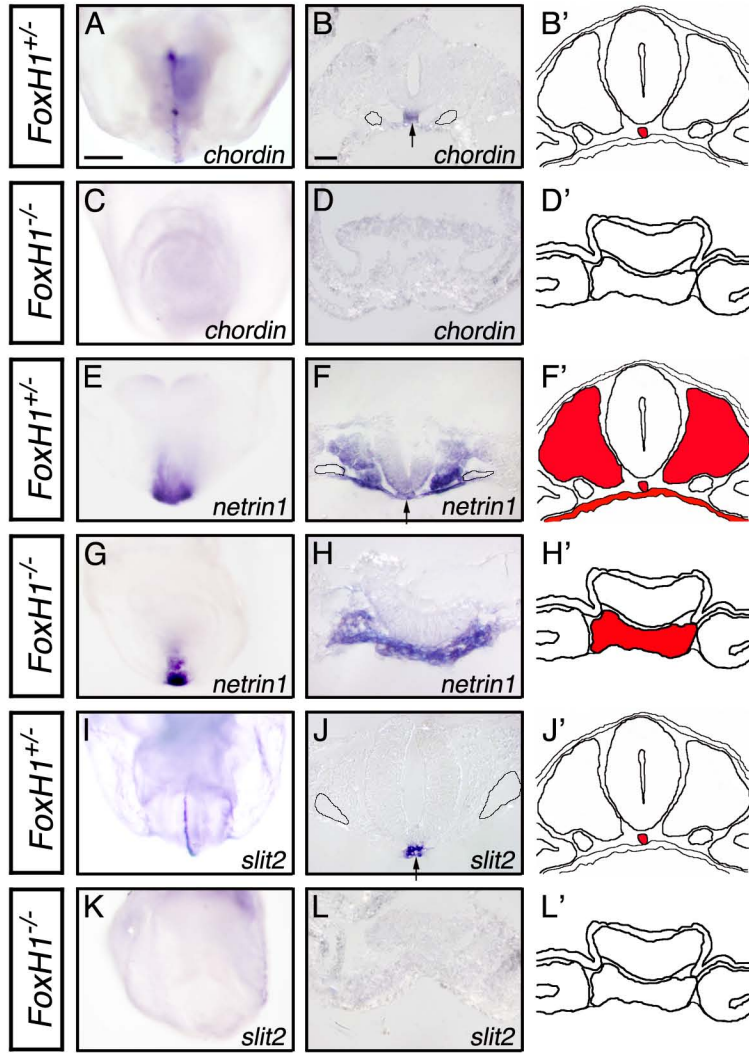 FoxH1+/- A chordin B chordin B’
FoxH1-/- C chordin D chordin D’
FoxH1+/- E netrin1 F netrin1 F’
FoxH1-/- G netrin1 H netrin1 H’
FoxH1+/- I slit2 J slit2 J’
FoxH1-/- K slit2 L slit2 L’